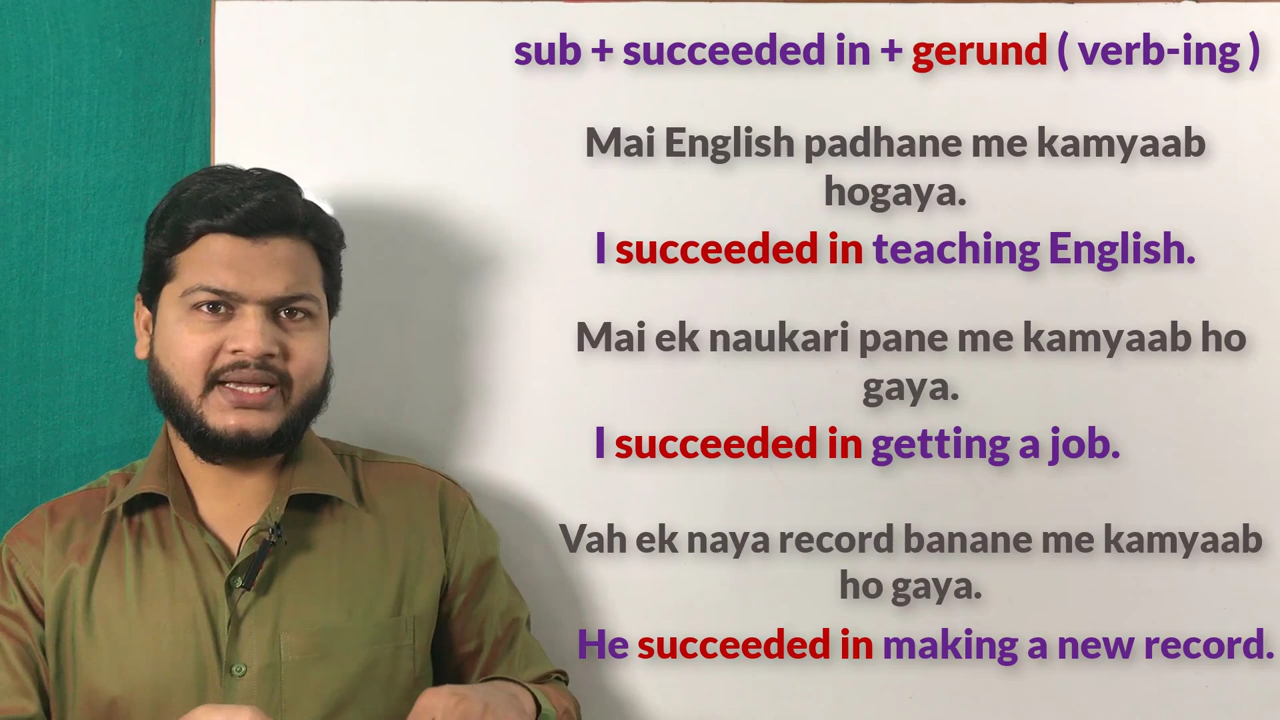 sub + succeeded in + gerund ( verb-ing )
Mai English padhane me kamyaab
hogaya.
I succeeded in teaching English.
Mai ek naukari pane me kamyaab ho
gaya.
I succeeded in getting a job.
Vah ek naya record banane me kamyaab
ho gaya.
He succeeded in making a new record.